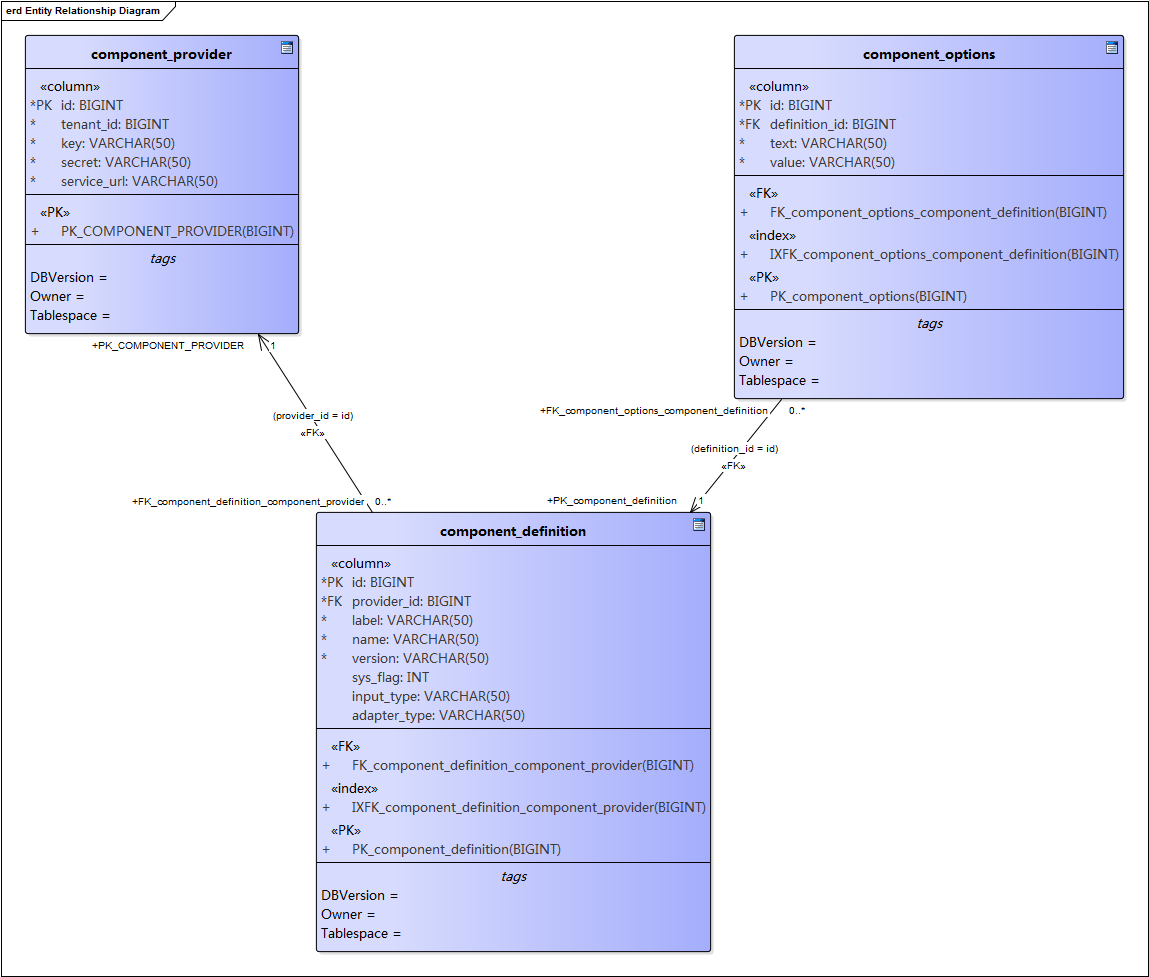 erd Entity Relationship Diagram
component_provider
«column»
*PK id: BIGINT
* tenant_id: BIGINT
* key: VARCHAR(50)
* secret: VARCHAR(50)
* service_url: VARCHAR(50)
«PK»
+ PK_COMPONENT_PROVIDER(BIGINT)
tags
DBVersion =
Owner =
Tablespace =
component_options
«column»
*PK id: BIGINT
*FK definition_id: BIGINT
* text: VARCHAR(50)
* value: VARCHAR(50)
«FK»
+ FK_component_options_component_definition(BIGINT)
«index»
+ IXFK_component_options_component_definition(BIGINT)
«PK»
+ PK_component_options(BIGINT)
tags
DBVersion =
Owner =
Tablespace =
+PK_COMPONENT_PROVIDER 1
(provider_id = id)
«FK»
+FK_component_definition_component_provider 0..*
+FK_component_options_component_definition 0..*
(definition_id = id)
«FK»
+PK_component_definition 1
component_definition
«column»
*PK id: BIGINT
*FK provider_id: BIGINT
* label: VARCHAR(50)
* name: VARCHAR(50)
* version: VARCHAR(50)
sys_flag: INT
input_type: VARCHAR(50)
adapter_type: VARCHAR(50)
«FK»
+ FK_component_definition_component_provider(BIGINT)
«index»
+ IXFK_component_definition_component_provider(BIGINT)
«PK»
+ PK_component_definition(BIGINT)
tags
DBVersion =
Owner =
Tablespace =